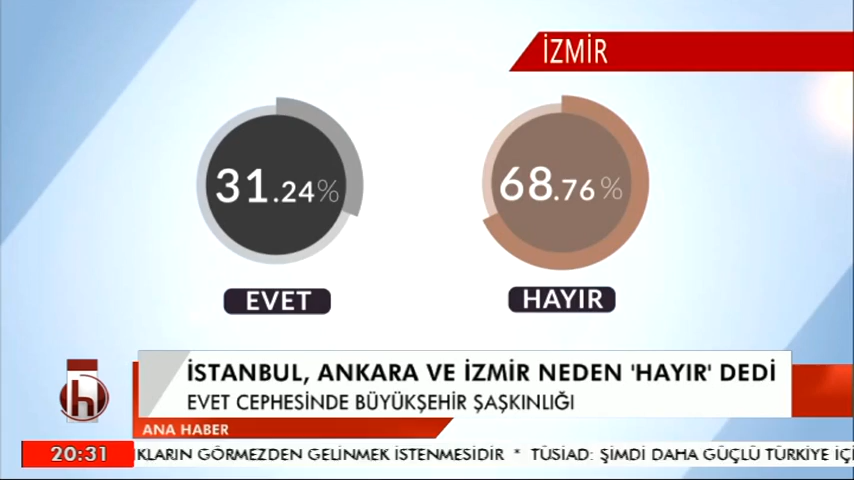 İZMİR
31.24%
68.76%
EVET
HAYIR
İSTANBUL, ANKARA VE İZMİR NEDEN 'HAYIR' DEDİ
EVET CEPHESİNDE BÜYÜKŞEHİR ŞAŞKINLIĞI
h
ANA HABER
20:31
KLARIN GÖRMEZDEN GELİNMEK İSTENMESİDİR * TÜSİAD: ŞİMDİ DAHA GÜÇLÜ TÜRKİYE İÇİ